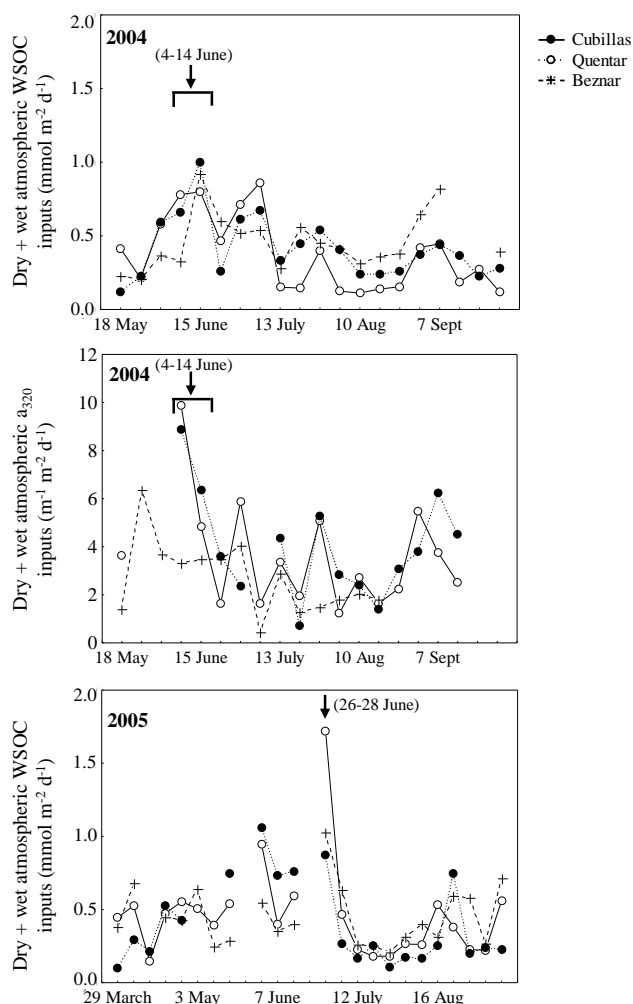 2004
(4-14 June)
Cubillas
Quentar
Beznar
Dry + wet atmospheric WSOC
inputs (mmol m⁻² d⁻¹)
2.0
1.5
1.0
0.5
0.0
18 May
15 June
13 July
10 Aug
7 Sept
2004
(4-14 June)
Dry + wet atmospheric a₃₂₀
inputs (m⁻¹ m⁻² d⁻¹)
12
10
8
6
4
2
0
18 May
15 June
13 July
10 Aug
7 Sept
2005
(26-28 June)
Dry + wet atmospheric WSOC
inputs (mmol m⁻² d⁻¹)
2.0
1.5
1.0
0.5
0.0
29 March
3 May
7 June
12 July
16 Aug